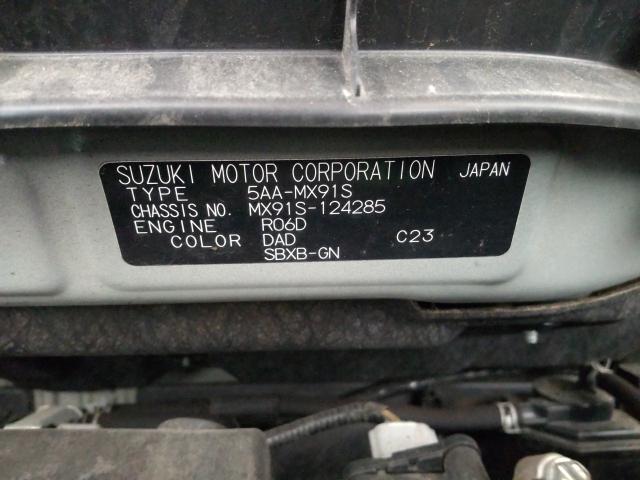 SUZUKI MOTOR CORPORATION JAPAN
TYPE 5AA-MX91S
CHASSIS NO. MX91S-124285
ENGINE R06D
COLOR DAD C23
SBXB-GN